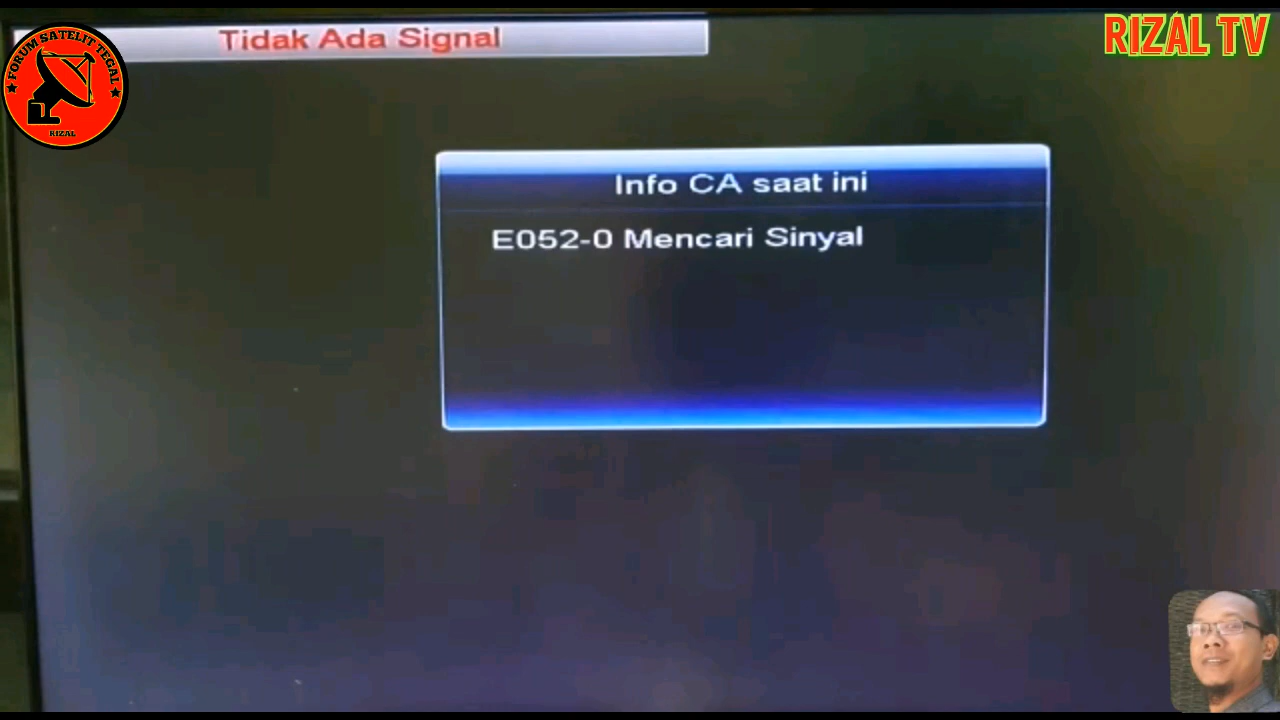 Tidak Ada Signal
RIZAL TV
FORUM SATELIT TEGAL
RIZAL
Info CA saat ini
E052-0 Mencari Sinyal